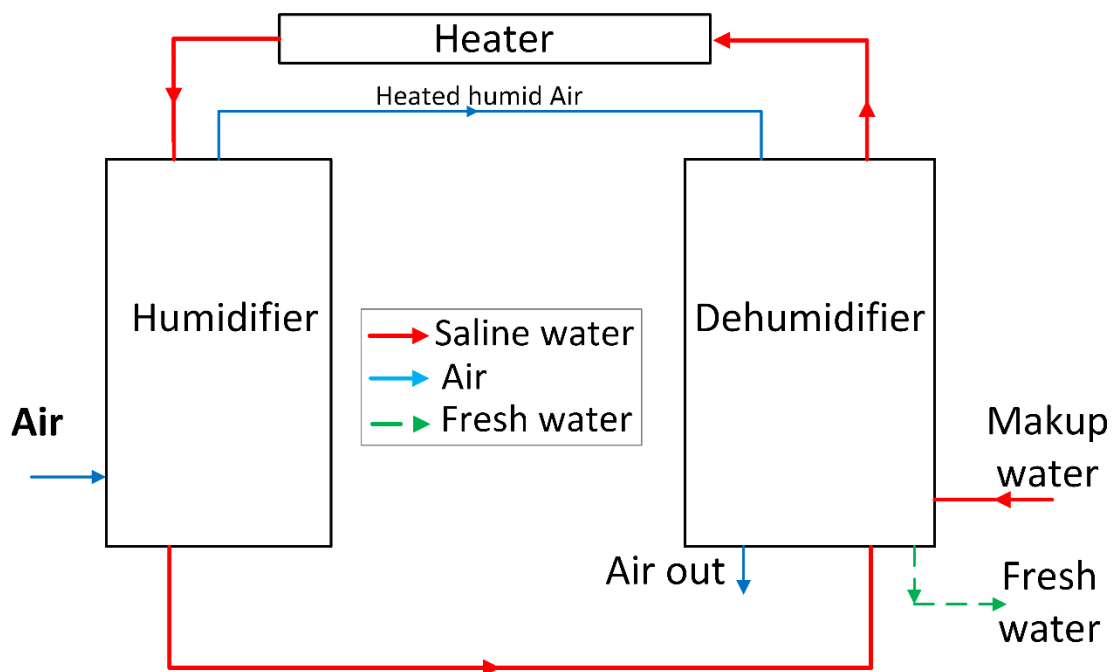 Heater
Heated humid Air
Humidifier
Dehumidifier
Saline water
Air
Fresh water
Air
Makup
water
Air out
Fresh
water